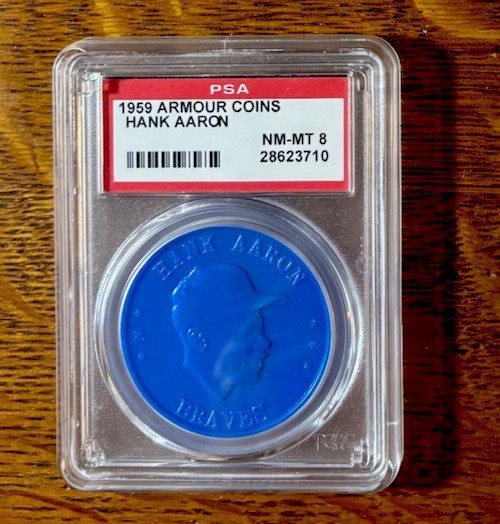 PSA
1959 ARMOUR COINS
HANK AARON
NM-MT 8
28623710
HANK AARON
BRAVES